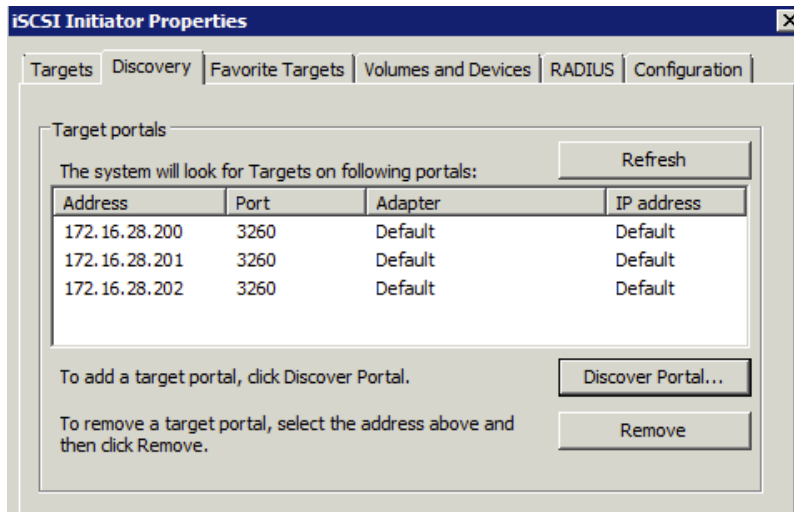 iSCSI Initiator Properties
Targets Discovery Favorite Targets Volumes and Devices RADIUS Configuration
Target portals
The system will look for Targets on following portals:
Refresh
Address Port Adapter IP address
172.16.28.200 3260 Default Default
172.16.28.201 3260 Default Default
172.16.28.202 3260 Default Default
To add a target portal, click Discover Portal.
Discover Portal...
To remove a target portal, select the address above and
then click Remove.
Remove